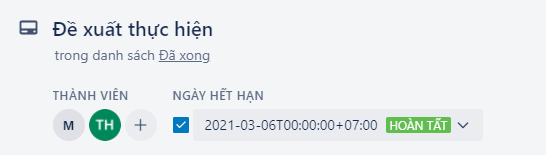 Đề xuất thực hiện
trong danh sách Đã xong
THÀNH VIÊN NGÀY HẾT HẠN
M TH + 2021-03-06T00:00:00+07:00 HOÀN TẤT